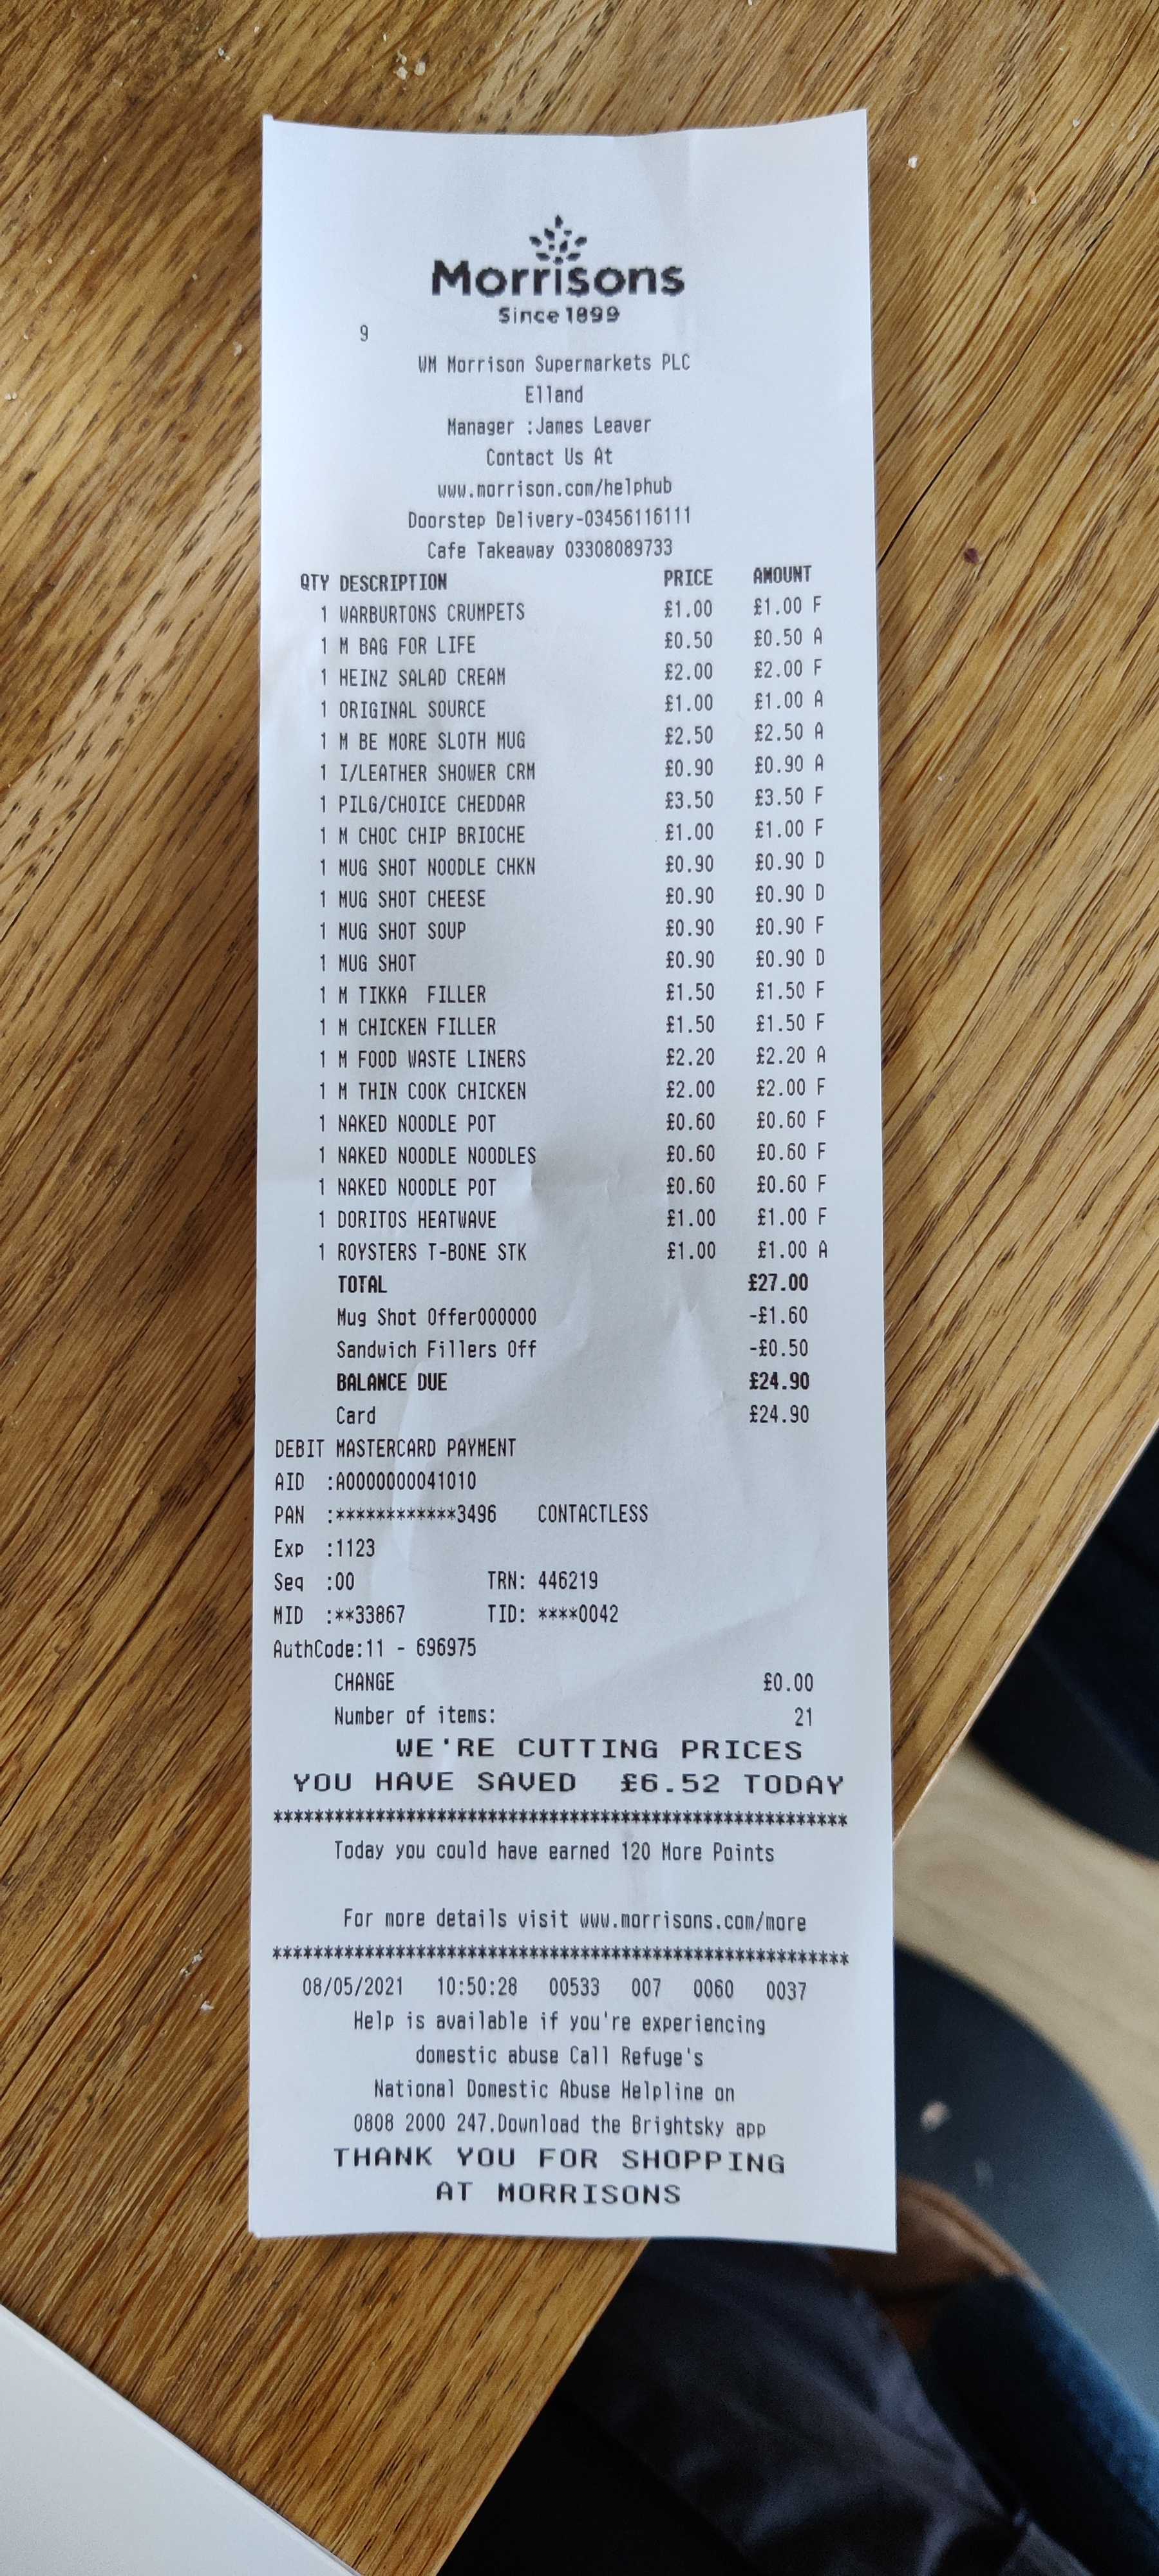 Morrisons
Since 1899
9
WM Morrison Supermarkets PLC
Elland
Manager :James Leaver
Contact Us At
www.morrison.com/helphub
Doorstep Delivery-03456116111
Cafe Takeaway 03308089733
QTY DESCRIPTION PRICE AMOUNT
1 WARBURTONS CRUMPETS £1.00 £1.00 F
1 M BAG FOR LIFE £0.50 £0.50 A
1 HEINZ SALAD CREAM £2.00 £2.00 F
1 ORIGINAL SOURCE £1.00 £1.00 A
1 M BE MORE SLOTH MUG £2.50 £2.50 A
1 I/LEATHER SHOWER CRM £0.90 £0.90 A
1 PILG/CHOICE CHEDDAR £3.50 £3.50 F
1 M CHOC CHIP BRIOCHE £1.00 £1.00 F
1 MUG SHOT NOODLE CHKN £0.90 £0.90 D
1 MUG SHOT CHEESE £0.90 £0.90 D
1 MUG SHOT SOUP £0.90 £0.90 F
1 MUG SHOT £0.90 £0.90 D
1 M TIKKA FILLER £1.50 £1.50 F
1 M CHICKEN FILLER £1.50 £1.50 F
1 M FOOD WASTE LINERS £2.20 £2.20 A
1 M THIN COOK CHICKEN £2.00 £2.00 F
1 NAKED NOODLE POT £0.60 £0.60 F
1 NAKED NOODLE NOODLES £0.60 £0.60 F
1 NAKED NOODLE POT £0.60 £0.60 F
1 DORITOS HEATWAVE £1.00 £1.00 F
1 ROYSTERS T-BONE STK £1.00 £1.00 A
TOTAL £27.00
Mug Shot Offer000000 -£1.60
Sandwich Fillers Off -£0.50
BALANCE DUE £24.90
Card £24.90
DEBIT MASTERCARD PAYMENT
AID :A0000000041010
PAN :************3496 CONTACTLESS
Exp :1123
Seq :00 TRN: 446219
MID :**33867 TID: ****0042
AuthCode:11 - 696975
CHANGE £0.00
Number of items: 21
WE'RE CUTTING PRICES
YOU HAVE SAVED £6.52 TODAY
********************************************************
Today you could have earned 120 More Points
For more details visit www.morrisons.com/more
********************************************************
08/05/2021 10:50:28 00533 007 0060 0037
Help is available if you're experiencing
domestic abuse Call Refuge's
National Domestic Abuse Helpline on
0808 2000 247.Download the Brightsky app
THANK YOU FOR SHOPPING
AT MORRISONS